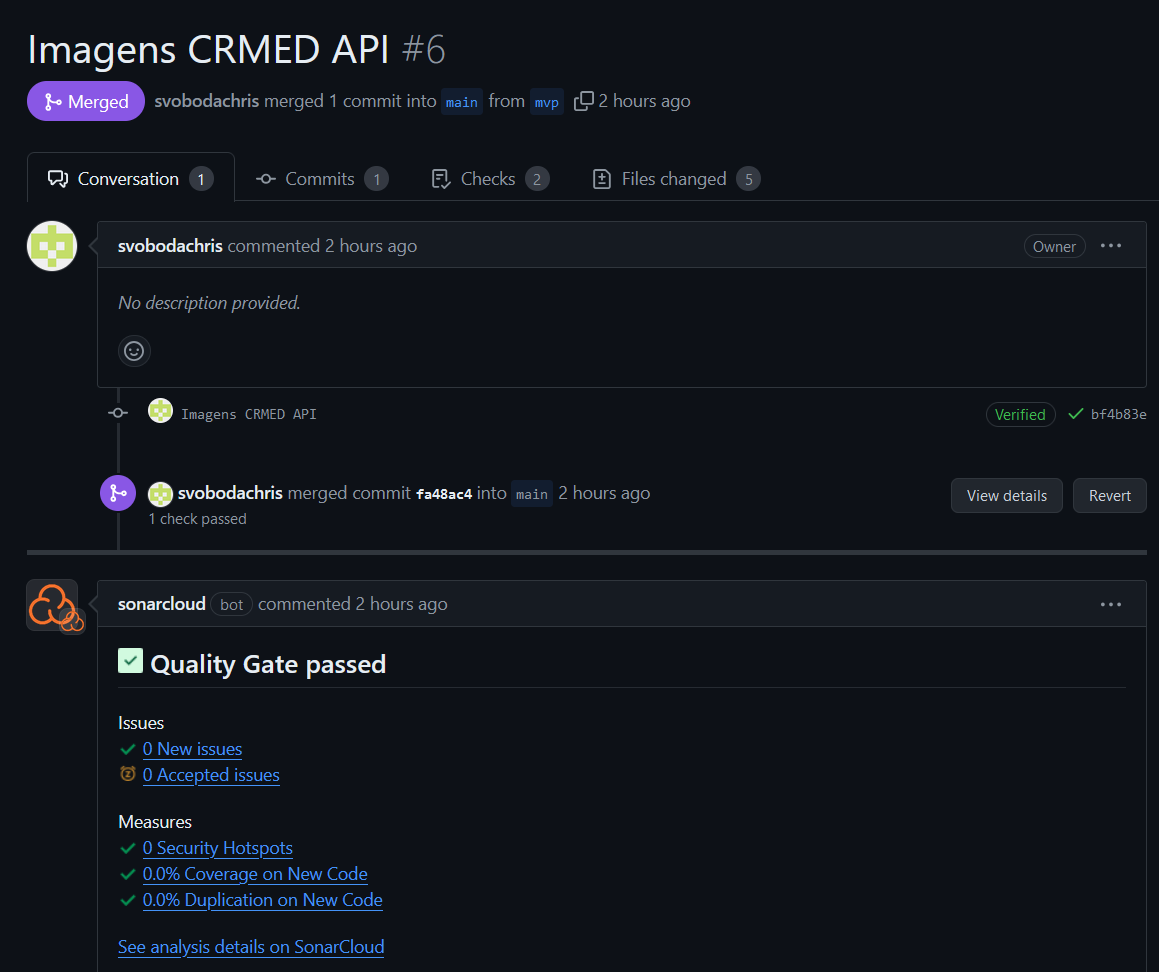 Imagens CRMED API #6
Merged svobodachris merged 1 commit into main from mvp 2 hours ago
Conversation 1 Commits 1 Checks 2 Files changed 5
svobodachris commented 2 hours ago Owner ...
No description provided.
Imagens CRMED API Verified bf4b83e
svobodachris merged commit fa48ac4 into main 2 hours ago View details Revert
1 check passed
sonarcloud bot commented 2 hours ago ...
Quality Gate passed
Issues
0 New issues
0 Accepted issues
Measures
0 Security Hotspots
0.0% Coverage on New Code
0.0% Duplication on New Code
See analysis details on SonarCloud